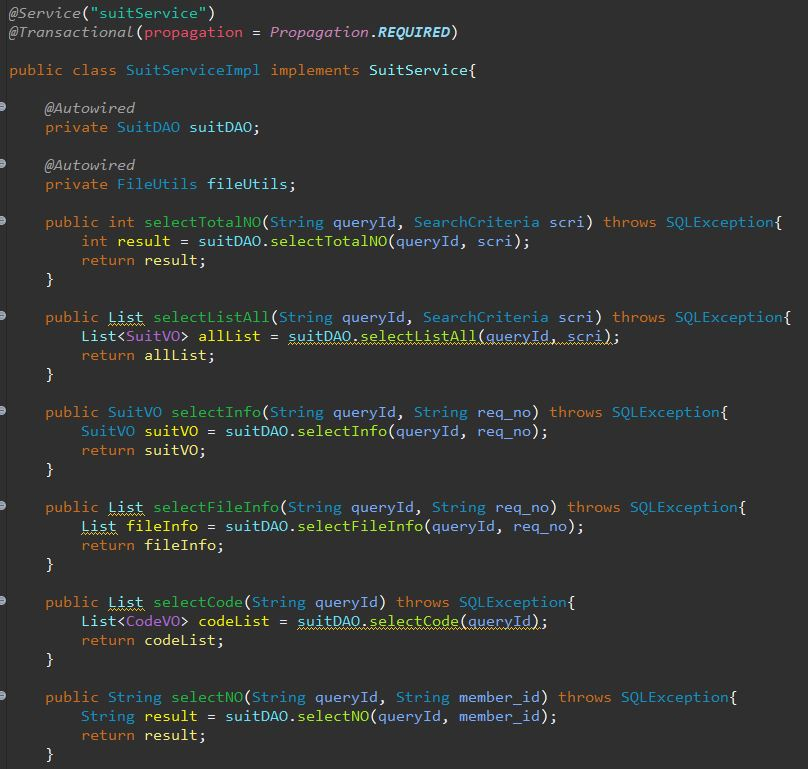 @Service("suitService")
@Transactional(propagation = Propagation.REQUIRED)
public class SuitServiceImpl implements SuitService{
@Autowired
private SuitDAO suitDAO;
@Autowired
private FileUtils fileUtils;
public int selectTotalNO(String queryId, SearchCriteria scri) throws SQLException{
int result = suitDAO.selectTotalNO(queryId, scri);
return result;
}
public List selectListAll(String queryId, SearchCriteria scri) throws SQLException{
List<SuitVO> allList = suitDAO.selectListAll(queryId, scri);
return allList;
}
public SuitVO selectInfo(String queryId, String req_no) throws SQLException{
SuitVO suitVO = suitDAO.selectInfo(queryId, req_no);
return suitVO;
}
public List selectFileInfo(String queryId, String req_no) throws SQLException{
List fileInfo = suitDAO.selectFileInfo(queryId, req_no);
return fileInfo;
}
public List selectCode(String queryId) throws SQLException{
List<CodeVO> codeList = suitDAO.selectCode(queryId);
return codeList;
}
public String selectNO(String queryId, String member_id) throws SQLException{
String result = suitDAO.selectNO(queryId, member_id);
return result;
}